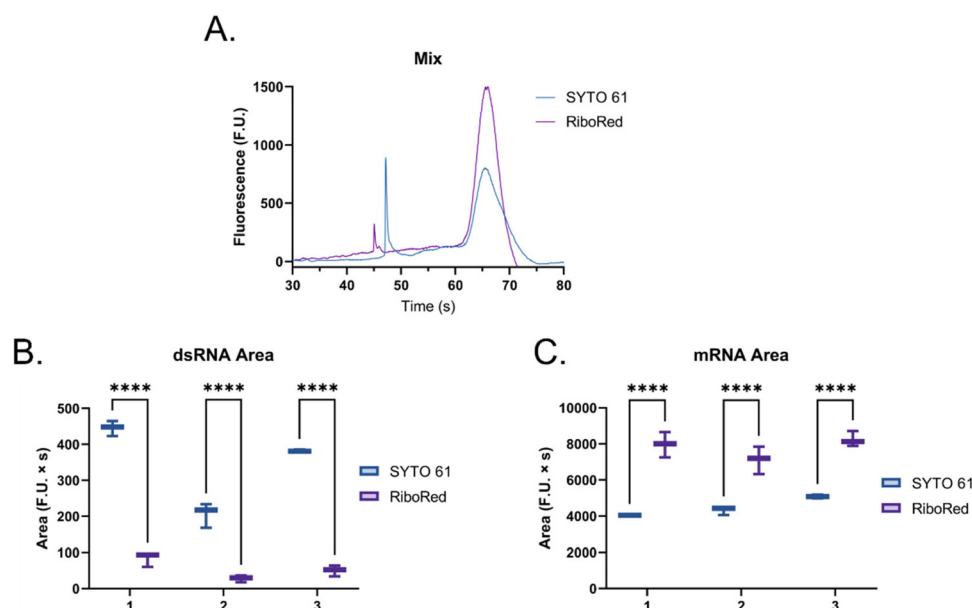 A.
Mix
Fluorescence (F.U.)
1500
1000
500
0
30 40 50 60 70 80
Time (s)
SYTO 61
RiboRed
B.
dsRNA Area
**** **** ****
Area (F.U. × s)
500
400
300
200
100
0
1 2 3
SYTO 61
RiboRed
C.
mRNA Area
**** **** ****
Area (F.U. × s)
10000
8000
6000
4000
2000
0
1 2 3
SYTO 61
RiboRed